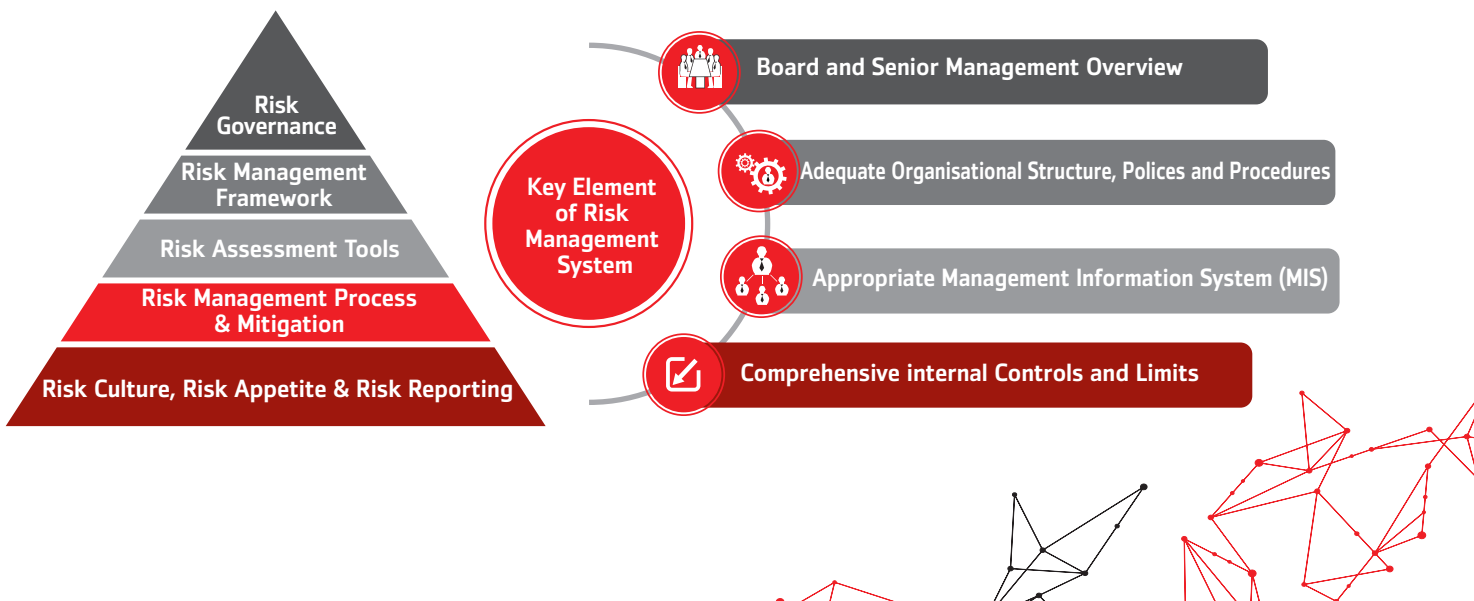 Risk
Governance
Risk Management
Framework
Risk Assessment Tools
Risk Management Process
& Mitigation
Risk Culture, Risk Appetite & Risk Reporting
Key Element
of Risk
Management
System
Board and Senior Management Overview
Adequate Organisational Structure, Polices and Procedures
Appropriate Management Information System (MIS)
Comprehensive internal Controls and Limits